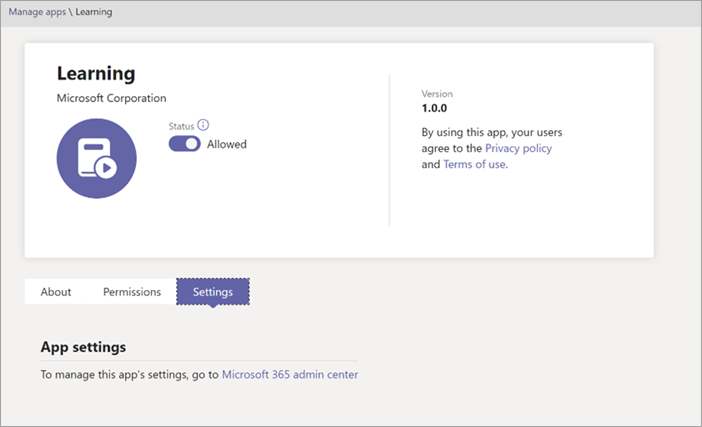 Manage apps \ Learning
Learning
Microsoft Corporation
Status
Allowed
Version
1.0.0
By using this app, your users
agree to the Privacy policy
and Terms of use.
About
Permissions
Settings
App settings
To manage this app's settings, go to Microsoft 365 admin center